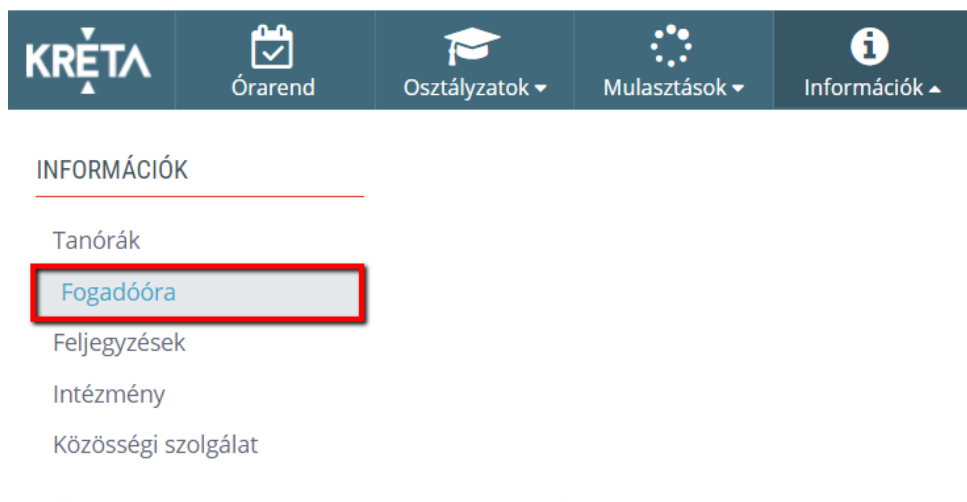 KRÉTA
Órarend
Osztályzatok
Mulasztások
Információk
INFORMÁCIÓK
Tanórák
Fogadóóra
Feljegyzések
Intézmény
Közösségi szolgálat